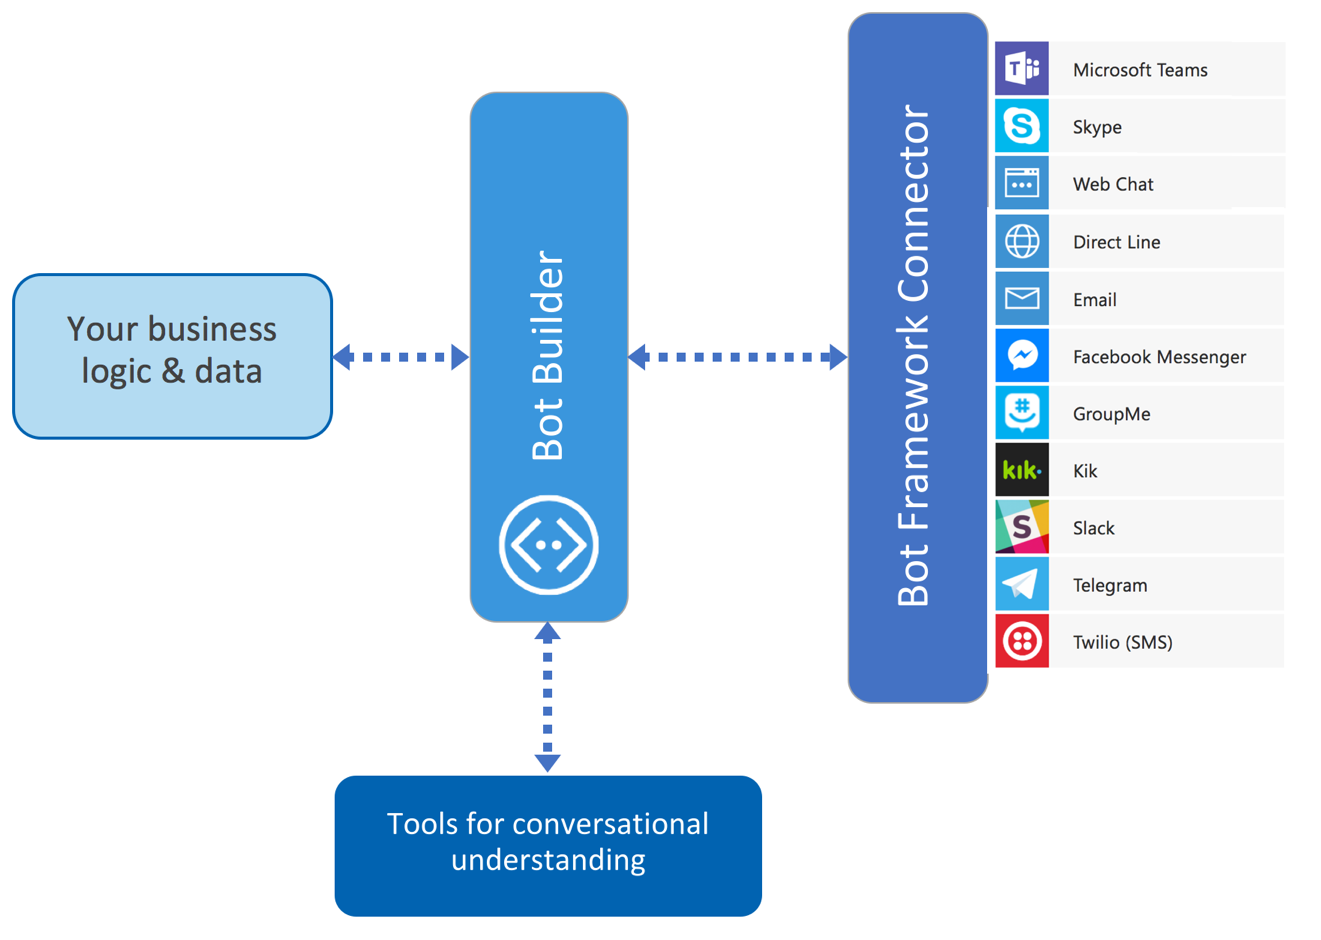 Your business
logic & data
Bot Builder
Tools for conversational
understanding
Bot Framework Connector
T
Microsoft Teams
S
Skype
Web Chat
Direct Line
Email
Facebook Messenger
#
GroupMe
kik.
Kik
S
Slack
Telegram
Twilio (SMS)